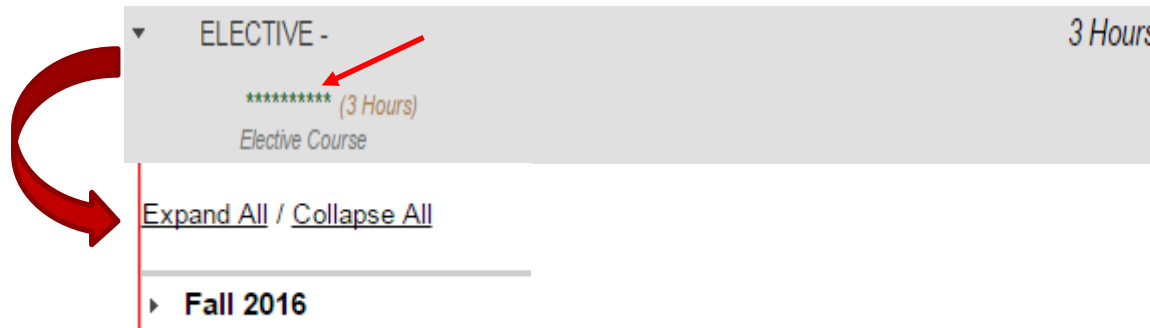 ELECTIVE - 3 Hours
********** (3 Hours)
Elective Course
Expand All / Collapse All
Fall 2016